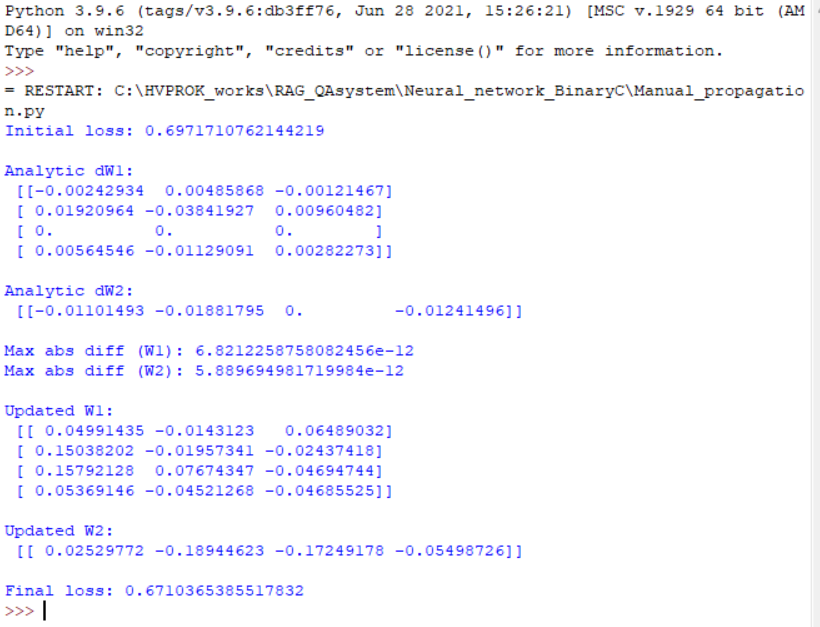 Python 3.9.6 (tags/v3.9.6:db3ff76, Jun 28 2021, 15:26:21) [MSC v.1929 64 bit (AM
D64)] on win32
Type "help", "copyright", "credits" or "license()" for more information.
>>>
= RESTART: C:\HVPROK_works\RAG_QAsystem\Neural_network_BinaryC\Manual_propagatio
n.py
Initial loss: 0.6971710762144219
Analytic dW1:
[[-0.00242934  0.00485868 -0.00121467]
[ 0.01920964 -0.03841927  0.00960482]
[ 0.          0.          0.        ]
[ 0.00564546 -0.01129091  0.00282273]]
Analytic dW2:
[[-0.01101493 -0.01881795  0.         -0.01241496]]
Max abs diff (W1): 6.8212258758082456e-12
Max abs diff (W2): 5.889694981719984e-12
Updated W1:
[[ 0.04991435 -0.0143123   0.06489032]
[ 0.15038202 -0.01957341 -0.02437418]
[ 0.15792128  0.07674347 -0.04694744]
[ 0.05369146 -0.04521268 -0.04685525]]
Updated W2:
[[ 0.02529772 -0.18944623 -0.17249178 -0.05498726]]
Final loss: 0.6710365385517832
>>>